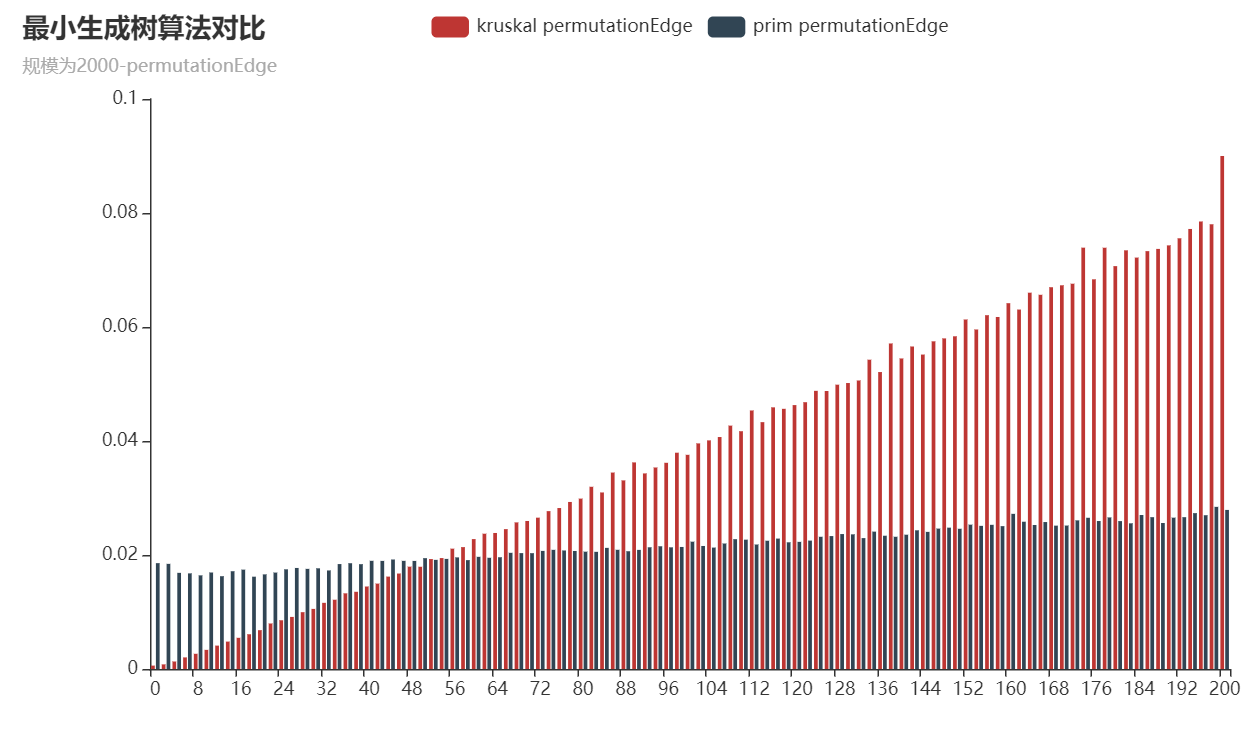 最小生成树算法对比
规模为2000-permutationEdge
kruskal permutationEdge prim permutationEdge
0.1
0.08
0.06
0.04
0.02
0
0 8 16 24 32 40 48 56 64 72 80 88 96 104 112 120 128 136 144 152 160 168 176 184 192 200